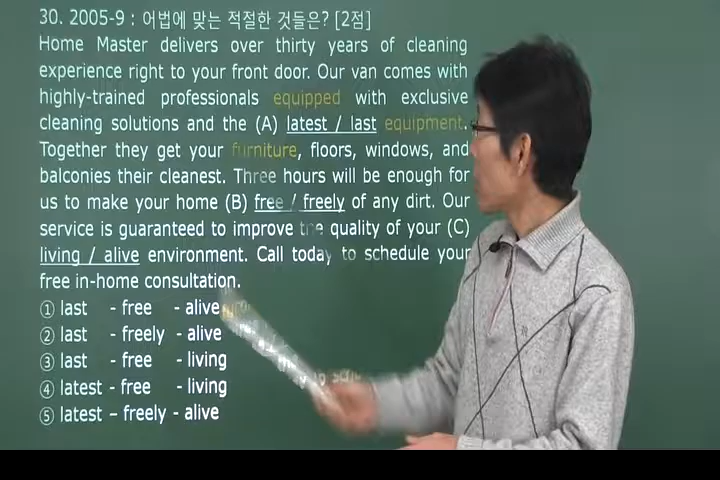 30. 2005-9 : 어법에 맞는 적절한 것들은? [2점]
Home Master delivers over thirty years of cleaning
experience right to your front door. Our van comes with
highly-trained professionals equipped with exclusive
cleaning solutions and the (A) latest / last equipment.
Together they get your furniture, floors, windows, and
balconies their cleanest. Three hours will be enough for
us to make your home (B) free / freely of any dirt. Our
service is guaranteed to improve the quality of your (C)
living / alive environment. Call today to schedule your
free in-home consultation.
① last - free - alive
② last - freely - alive
③ last - free - living
④ latest - free - living
⑤ latest – freely - alive